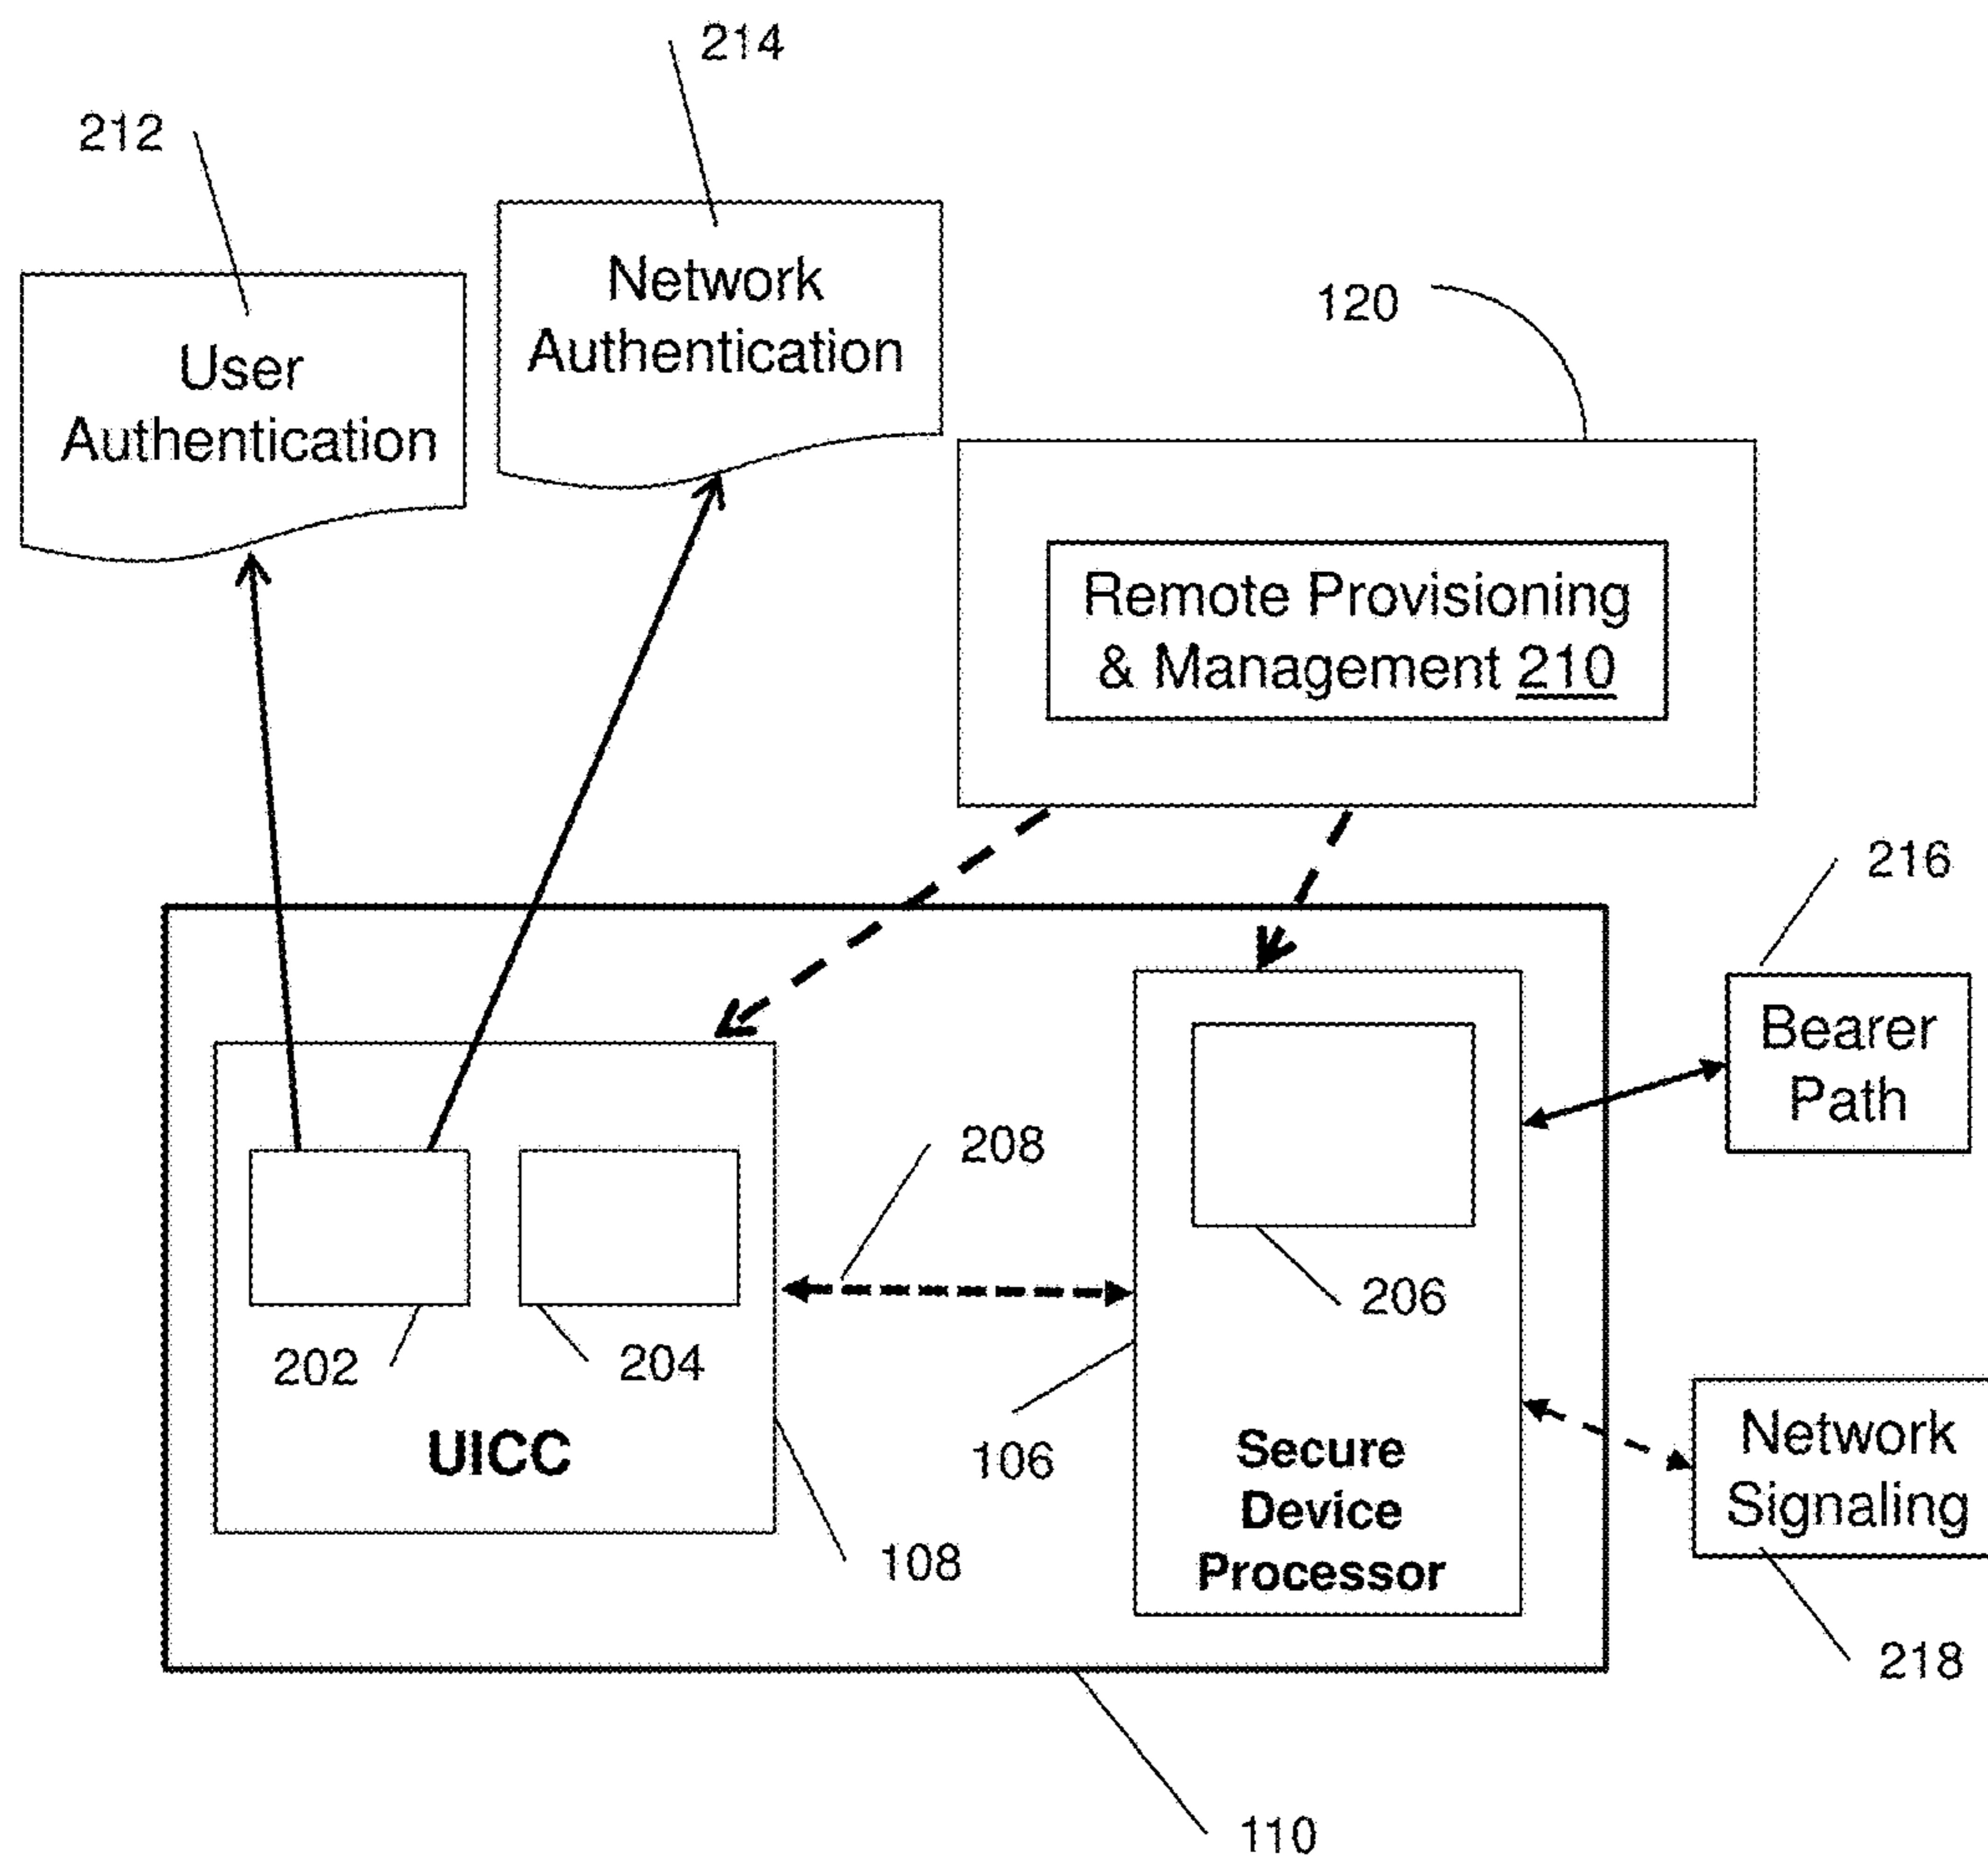 214
212
Network
Authentication
120
User
Authentication
Remote Provisioning
& Management 210
216
Bearer
Path
208
206
202
204
UICC
106
Secure
Device
Processor
Network
Signaling
108
218
110